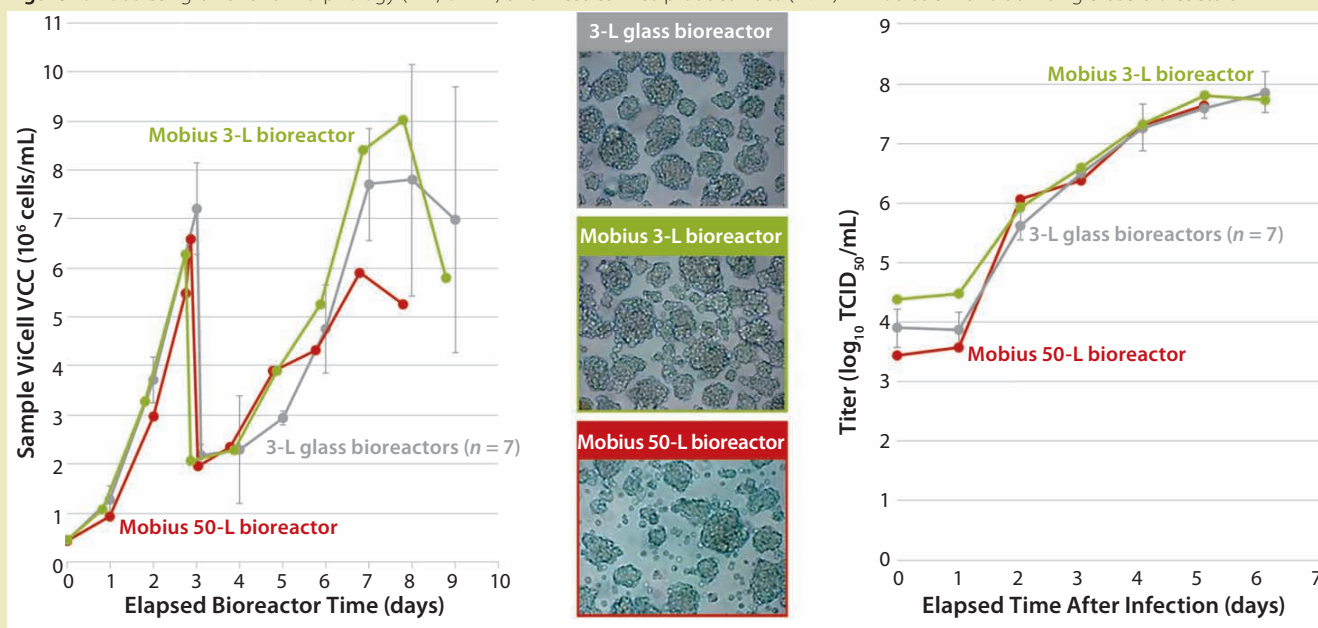 11
10
9
8
7
6
5
4
3
2
1
0
Sample ViCell VCC (10⁶ cells/mL)
Mobius 3-L bioreactor
3-L glass bioreactors (n = 7)
Mobius 50-L bioreactor
0 1 2 3 4 5 6 7 8 9 10
Elapsed Bioreactor Time (days)
3-L glass bioreactor
Mobius 3-L bioreactor
Mobius 50-L bioreactor
9
8
7
6
5
4
3
2
1
0
Titer (log₁₀ TCID₅₀/mL)
Mobius 3-L bioreactor
3-L glass bioreactors (n = 7)
Mobius 50-L bioreactor
0 1 2 3 4 5 6 7
Elapsed Time After Infection (days)